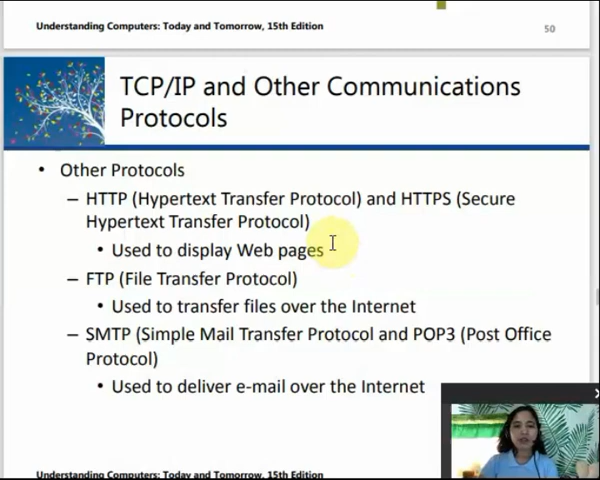 Understanding Computers: Today and Tomorrow, 15th Edition
50
TCP/IP and Other Communications
Protocols
• Other Protocols
– HTTP (Hypertext Transfer Protocol) and HTTPS (Secure
Hypertext Transfer Protocol)
• Used to display Web pages
– FTP (File Transfer Protocol)
• Used to transfer files over the Internet
– SMTP (Simple Mail Transfer Protocol and POP3 (Post Office
Protocol)
• Used to deliver e-mail over the Internet
Understanding Computers: Today and Tomorrow, 15th Edition